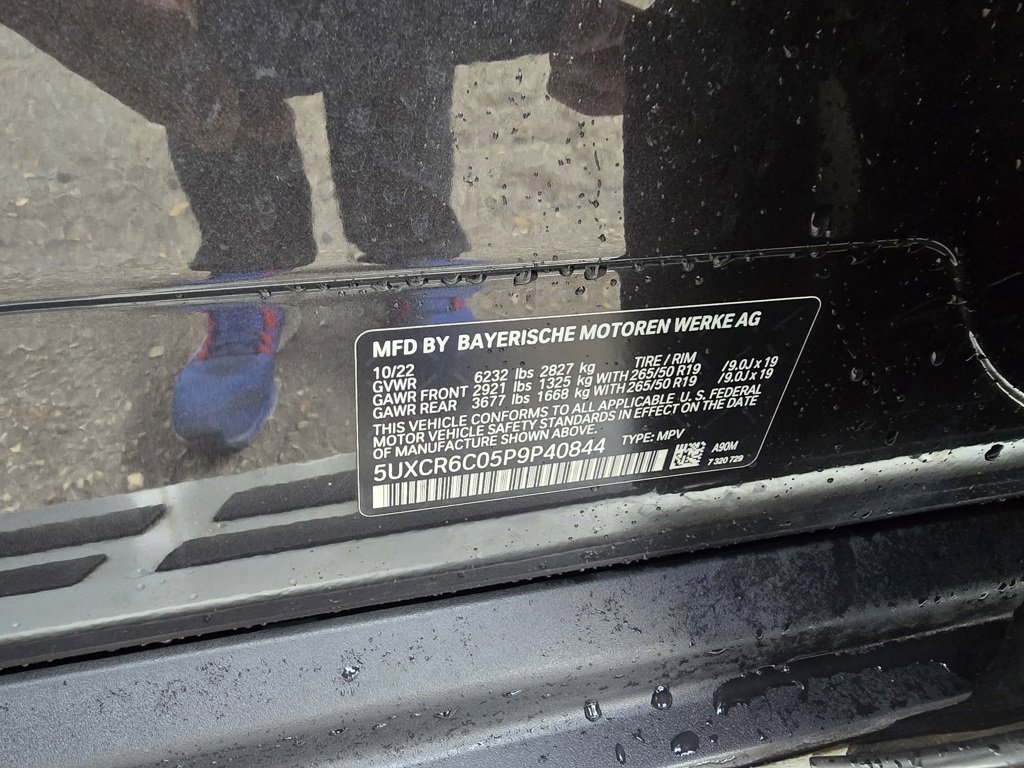 MFD BY BAYERISCHE MOTOREN WERKE AG
10/22 TIRE / RIM
GVWR 6232 lbs 2827 kg
GAWR FRONT 2921 lbs 1325 kg WITH 265/50 R19 /9.0J x 19
GAWR REAR 3677 lbs 1668 kg WITH 265/50 R19 /9.0J x 19
THIS VEHICLE CONFORMS TO ALL APPLICABLE U.S. FEDERAL
MOTOR VEHICLE SAFETY STANDARDS IN EFFECT ON THE DATE
OF MANUFACTURE SHOWN ABOVE.
5UXCR6C05P9P40844 TYPE: MPV
A90M
7 320 729